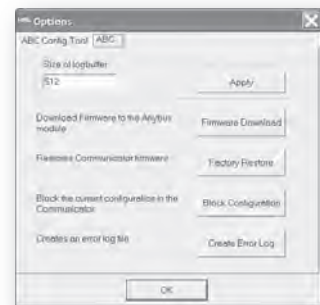 Options
ABC Config Tool ABC
Size of logbuffer
512
Apply
Download Firmware to the Anybus
module
Firmware Download
Restores Communicator firmware
Factory Restore
Block the current configuration in the
Communicator.
Block Configuration
Creates an error log file
Create Error Log
OK